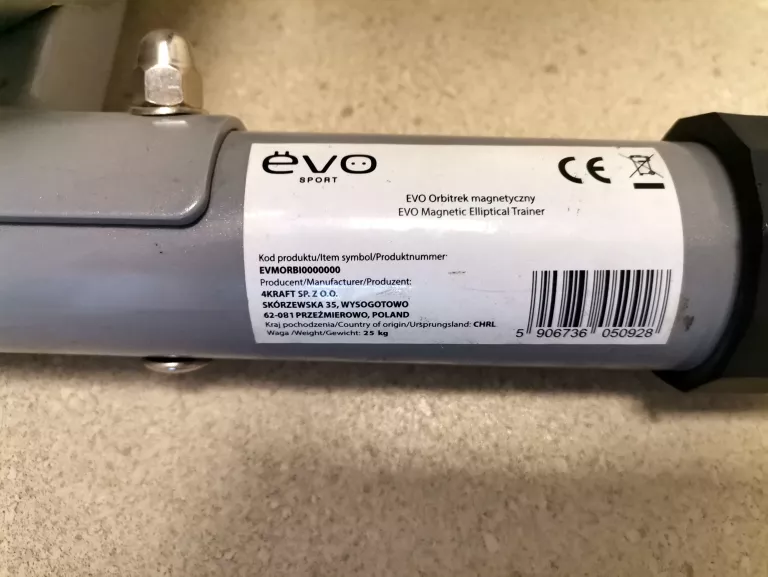 ëvo
SPORT
CE
EVO Orbitrek magnetyczny
EVO Magnetic Elliptical Trainer
Kod produktu/Item symbol/Produktnummer
EVMORBI0000000
Producent/Manufacturer/Produzent:
4KRAFT SP. Z O.O.
SKÓRZEWSKA 35, WYSOGOTOWO
62-081 PRZEŹMIEROWO, POLAND
Kraj pochodzenia/Country of origin/Ursprungsland: CHRL
Waga /Weight/Gewicht: 25 kg
5 906736 050928